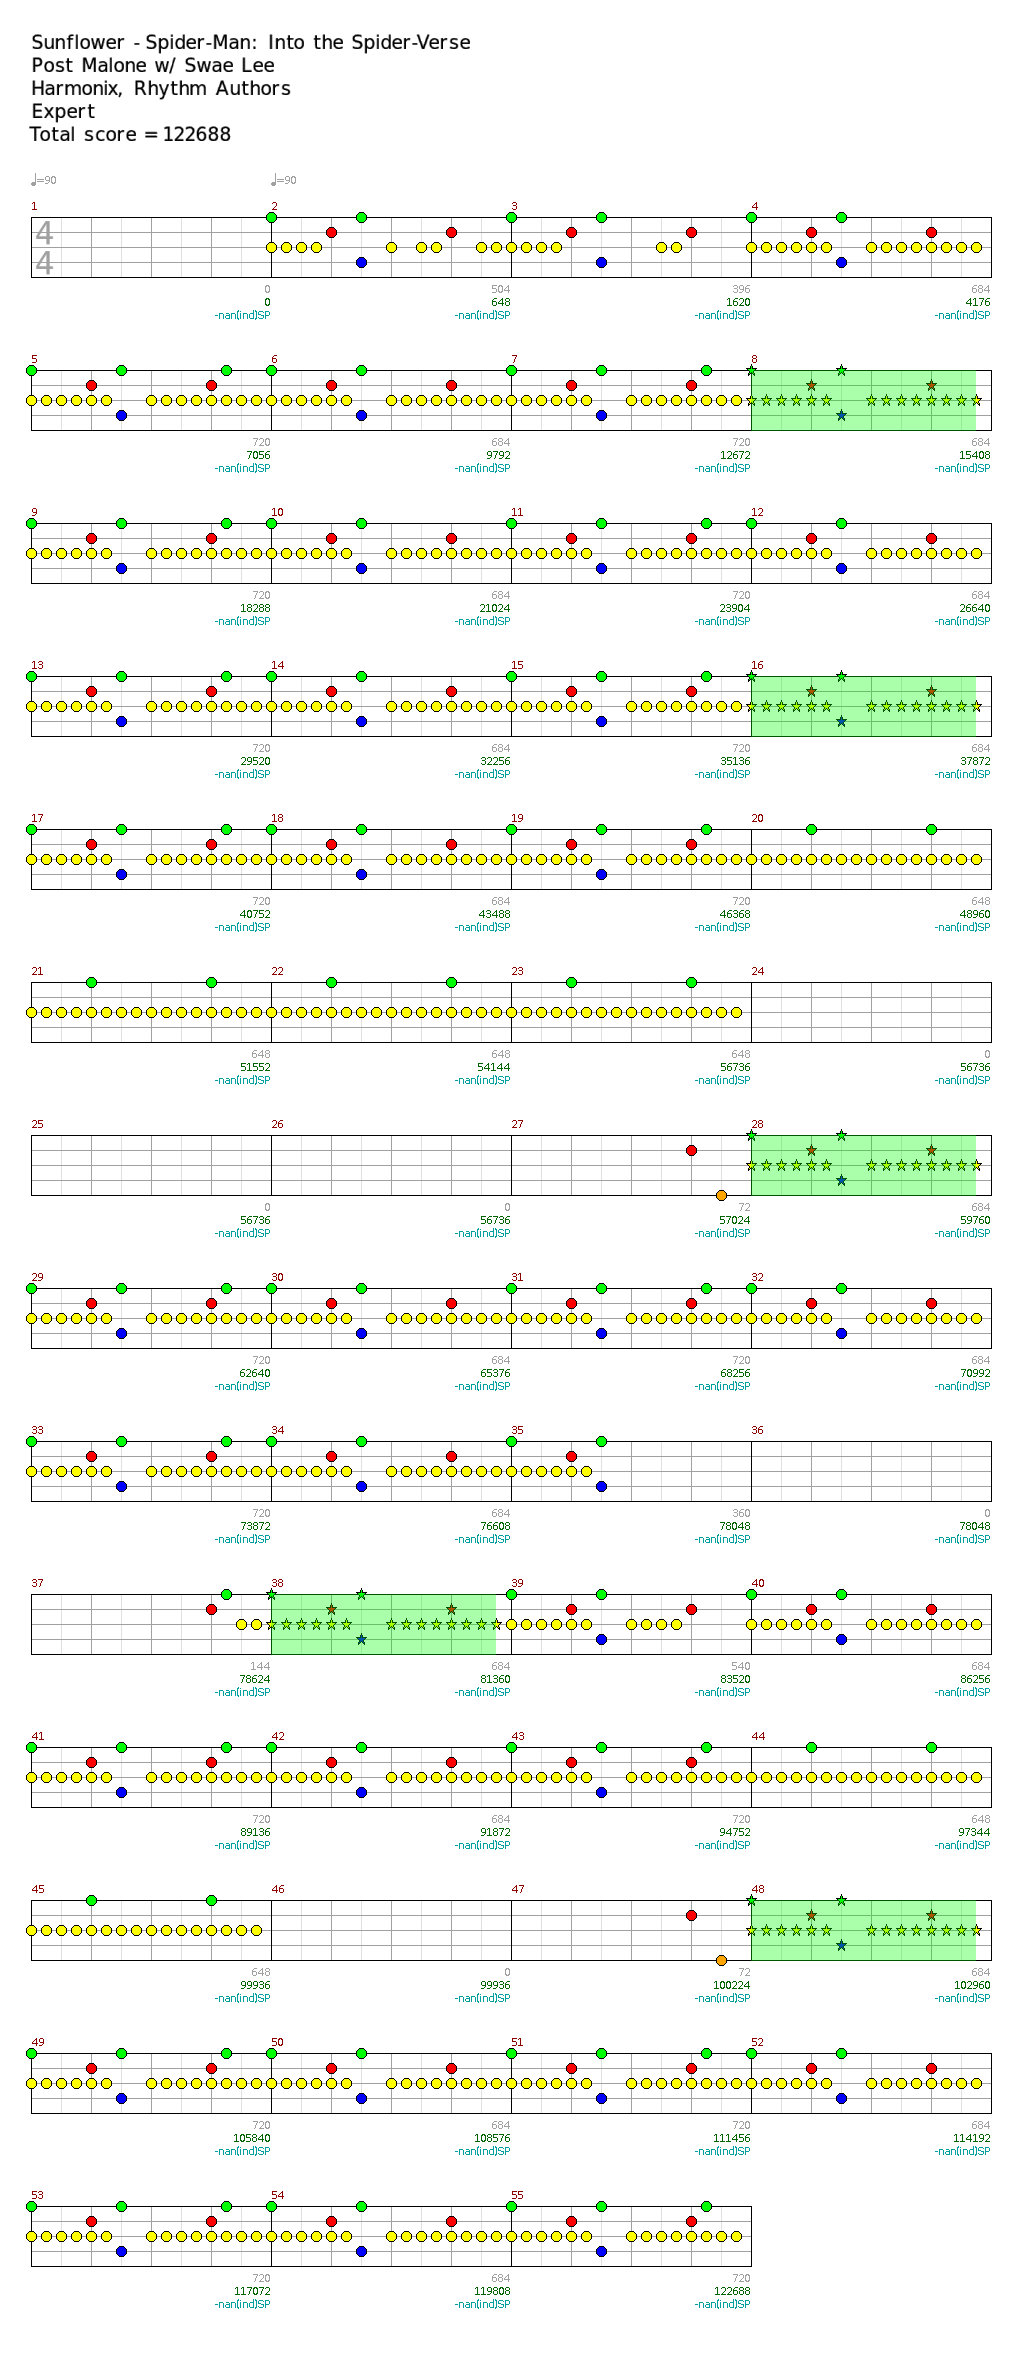 Sunflower - Spider-Man: Into the Spider-Verse
Post Malone w/ Swae Lee
Harmonix, Rhythm Authors
Expert
Total score = 122688
♩=90 ♩=90
1 2 3 4
4
4
0 504 396 684
0 648 1620 4176
-nan(ind)SP -nan(ind)SP -nan(ind)SP -nan(ind)SP
5 6 7 8
720 684 720 684
7056 9792 12672 15408
-nan(ind)SP -nan(ind)SP -nan(ind)SP -nan(ind)SP
9 10 11 12
720 684 720 684
18288 21024 23904 26640
-nan(ind)SP -nan(ind)SP -nan(ind)SP -nan(ind)SP
13 14 15 16
720 684 720 684
29520 32256 35136 37872
-nan(ind)SP -nan(ind)SP -nan(ind)SP -nan(ind)SP
17 18 19 20
720 684 720 648
40752 43488 46368 48960
-nan(ind)SP -nan(ind)SP -nan(ind)SP -nan(ind)SP
21 22 23 24
648 648 648 0
51552 54144 56736 56736
-nan(ind)SP -nan(ind)SP -nan(ind)SP -nan(ind)SP
25 26 27 28
0 0 72 684
56736 56736 57024 59760
-nan(ind)SP -nan(ind)SP -nan(ind)SP -nan(ind)SP
29 30 31 32
720 684 720 684
62640 65376 68256 70992
-nan(ind)SP -nan(ind)SP -nan(ind)SP -nan(ind)SP
33 34 35 36
720 684 360 0
73872 76608 78048 78048
-nan(ind)SP -nan(ind)SP -nan(ind)SP -nan(ind)SP
37 38 39 40
144 684 540 684
78624 81360 83520 86256
-nan(ind)SP -nan(ind)SP -nan(ind)SP -nan(ind)SP
41 42 43 44
720 684 720 648
89136 91872 94752 97344
-nan(ind)SP -nan(ind)SP -nan(ind)SP -nan(ind)SP
45 46 47 48
648 0 72 684
99936 99936 100224 102960
-nan(ind)SP -nan(ind)SP -nan(ind)SP -nan(ind)SP
49 50 51 52
720 684 720 684
105840 108576 111456 114192
-nan(ind)SP -nan(ind)SP -nan(ind)SP -nan(ind)SP
53 54 55
720 684 720
117072 119808 122688
-nan(ind)SP -nan(ind)SP -nan(ind)SP